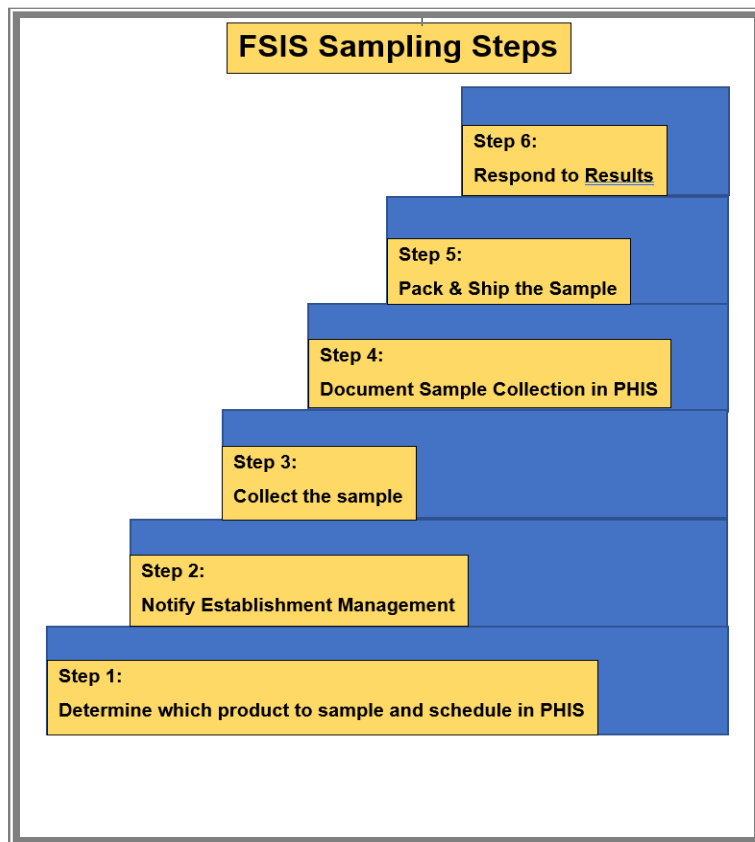 FSIS Sampling Steps
Step 6:
Respond to Results
Step 5:
Pack & Ship the Sample
Step 4:
Document Sample Collection in PHIS
Step 3:
Collect the sample
Step 2:
Notify Establishment Management
Step 1:
Determine which product to sample and schedule in PHIS